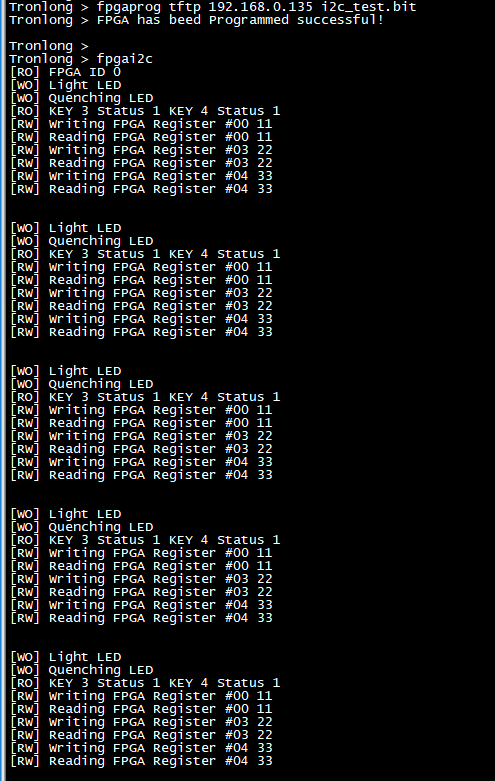 Tronlong > fpgaprog tftp 192.168.0.135 i2c_test.bit
Tronlong > FPGA has beed Programmed successful!
Tronlong >
Tronlong > fpgai2c
[RO] FPGA ID 0
[WO] Light LED
[WO] Quenching LED
[RO] KEY 3 Status 1 KEY 4 Status 1
[RW] Writing FPGA Register #00 11
[RW] Reading FPGA Register #00 11
[RW] Writing FPGA Register #03 22
[RW] Reading FPGA Register #03 22
[RW] Writing FPGA Register #04 33
[RW] Reading FPGA Register #04 33
[WO] Light LED
[WO] Quenching LED
[RO] KEY 3 Status 1 KEY 4 Status 1
[RW] Writing FPGA Register #00 11
[RW] Reading FPGA Register #00 11
[RW] Writing FPGA Register #03 22
[RW] Reading FPGA Register #03 22
[RW] Writing FPGA Register #04 33
[RW] Reading FPGA Register #04 33
[WO] Light LED
[WO] Quenching LED
[RO] KEY 3 Status 1 KEY 4 Status 1
[RW] Writing FPGA Register #00 11
[RW] Reading FPGA Register #00 11
[RW] Writing FPGA Register #03 22
[RW] Reading FPGA Register #03 22
[RW] Writing FPGA Register #04 33
[RW] Reading FPGA Register #04 33
[WO] Light LED
[WO] Quenching LED
[RO] KEY 3 Status 1 KEY 4 Status 1
[RW] Writing FPGA Register #00 11
[RW] Reading FPGA Register #00 11
[RW] Writing FPGA Register #03 22
[RW] Reading FPGA Register #03 22
[RW] Writing FPGA Register #04 33
[RW] Reading FPGA Register #04 33
[WO] Light LED
[WO] Quenching LED
[RO] KEY 3 Status 1 KEY 4 Status 1
[RW] Writing FPGA Register #00 11
[RW] Reading FPGA Register #00 11
[RW] Writing FPGA Register #03 22
[RW] Reading FPGA Register #03 22
[RW] Writing FPGA Register #04 33
[RW] Reading FPGA Register #04 33